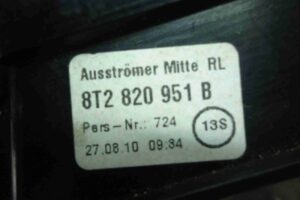 Ausströmer Mitte RL
8T2 820 951 B
Pers-Nr.: 724
13S
27.08.10 09:34